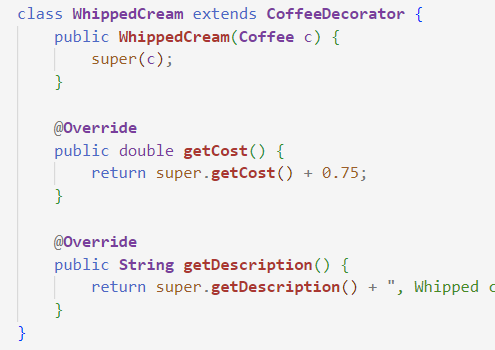 class WhippedCream extends CoffeeDecorator {
    public WhippedCream(Coffee c) {
        super(c);
    }

    @Override
    public double getCost() {
        return super.getCost() + 0.75;
    }

    @Override
    public String getDescription() {
        return super.getDescription() + ", Whipped
    }
}